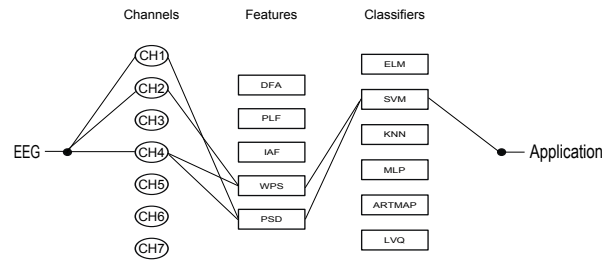 Channels Features Classifiers
CH1
CH2
CH3
CH4
CH5
CH6
CH7
DFA
PLF
IAF
WPS
PSD
ELM
SVM
KNN
MLP
ARTMAP
LVQ
EEG
Application